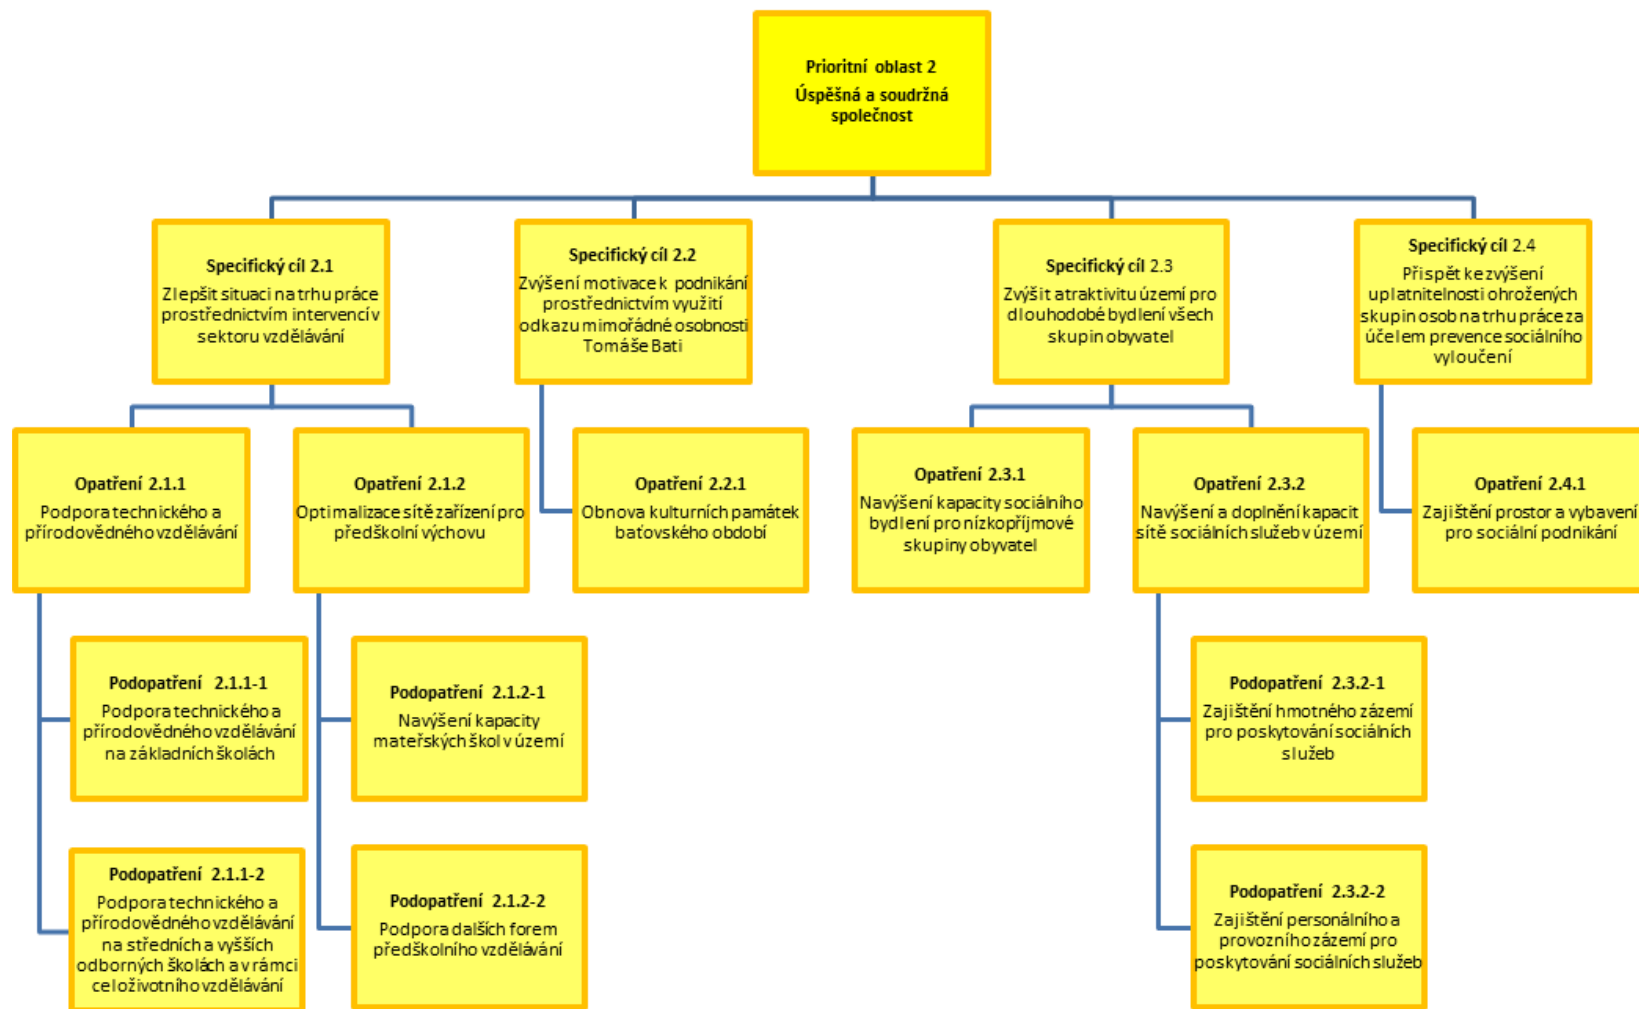 Prioritní oblast 2
Úspěšná a soudržná
společnost
Specifický cíl 2.1
Zlepšit situaci na trhu práce
prostřednictvím intervencí v
sektoru vzdělávání
Specifický cíl 2.2
Zvýšení motivace k podnikání
prostřednictvím využití
odkazu mimořádné osobnosti
Tomáše Bati
Specifický cíl 2.3
Zvýšit atraktivitu území pro
dlouhodobé bydlení všech
skupin obyvatel
Specifický cíl 2.4
Přispět ke zvýšení
uplatnitelnosti ohrožených
skupin osob na trhu práce za
účelem prevence sociálního
vyloučení
Opatření 2.1.1
Podpora technického a
přírodovědného vzdělávání
Opatření 2.1.2
Optimalizace sítě zařízení pro
předškolní výchovu
Opatření 2.2.1
Obnova kulturních památek
baťovského období
Opatření 2.3.1
Navýšení kapacity sociálního
bydlení pro nízkopříjmové
skupiny obyvatel
Opatření 2.3.2
Navýšení a doplnění kapacit
sítě sociálních služeb v území
Opatření 2.4.1
Zajištění prostor a vybavení
pro sociální podnikání
Podopatření 2.1.1-1
Podpora technického a
přírodovědného vzdělávání
na základních školách
Podopatření 2.1.2-1
Navýšení kapacity
mateřských škol v území
Podopatření 2.3.2-1
Zajištění hmotného zázemí
pro poskytování sociálních
služeb
Podopatření 2.1.1-2
Podpora technického a
přírodovědného vzdělávání
na středních a vyšších
odborných školách a v rámci
celoživotního vzdělávání
Podopatření 2.1.2-2
Podpora dalších forem
předškolního vzdělávání
Podopatření 2.3.2-2
Zajištění personálního a
provozního zázemí pro
poskytování sociálních služeb